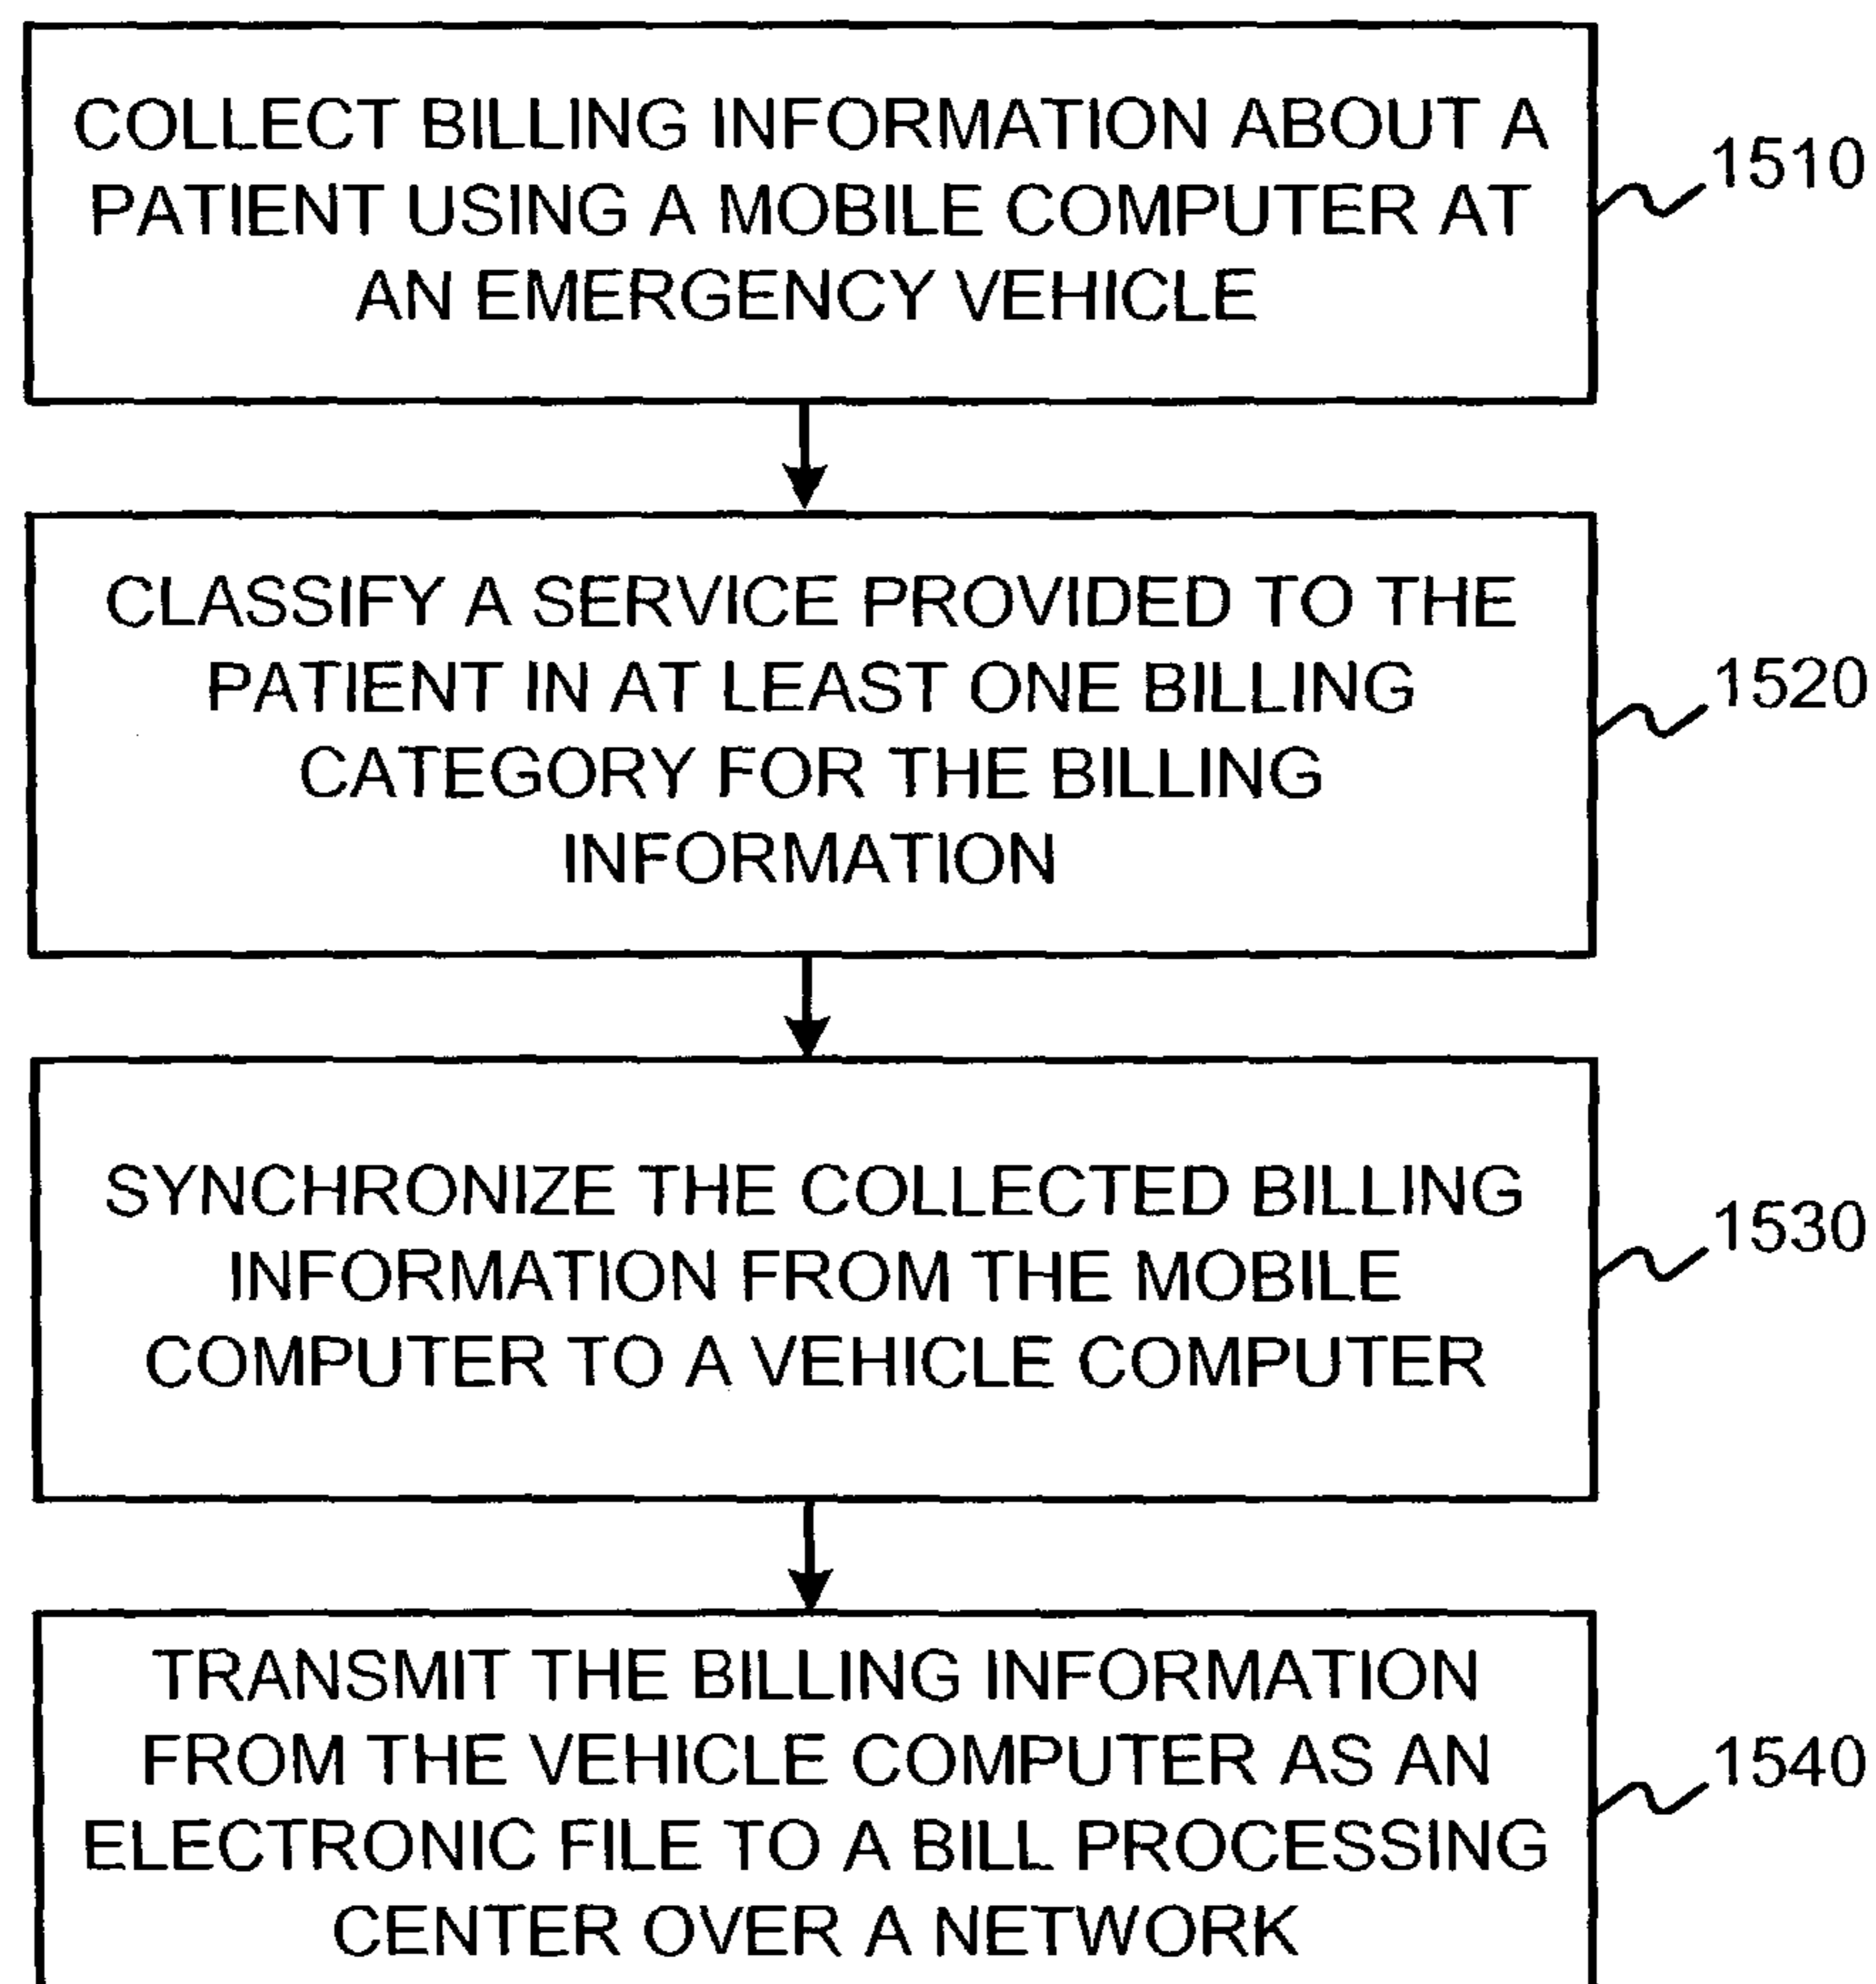 COLLECT BILLING INFORMATION ABOUT A
PATIENT USING A MOBILE COMPUTER AT
AN EMERGENCY VEHICLE
1510
CLASSIFY A SERVICE PROVIDED TO THE
PATIENT IN AT LEAST ONE BILLING
CATEGORY FOR THE BILLING
INFORMATION
1520
SYNCHRONIZE THE COLLECTED BILLING
INFORMATION FROM THE MOBILE
COMPUTER TO A VEHICLE COMPUTER
1530
TRANSMIT THE BILLING INFORMATION
FROM THE VEHICLE COMPUTER AS AN
ELECTRONIC FILE TO A BILL PROCESSING
CENTER OVER A NETWORK
1540